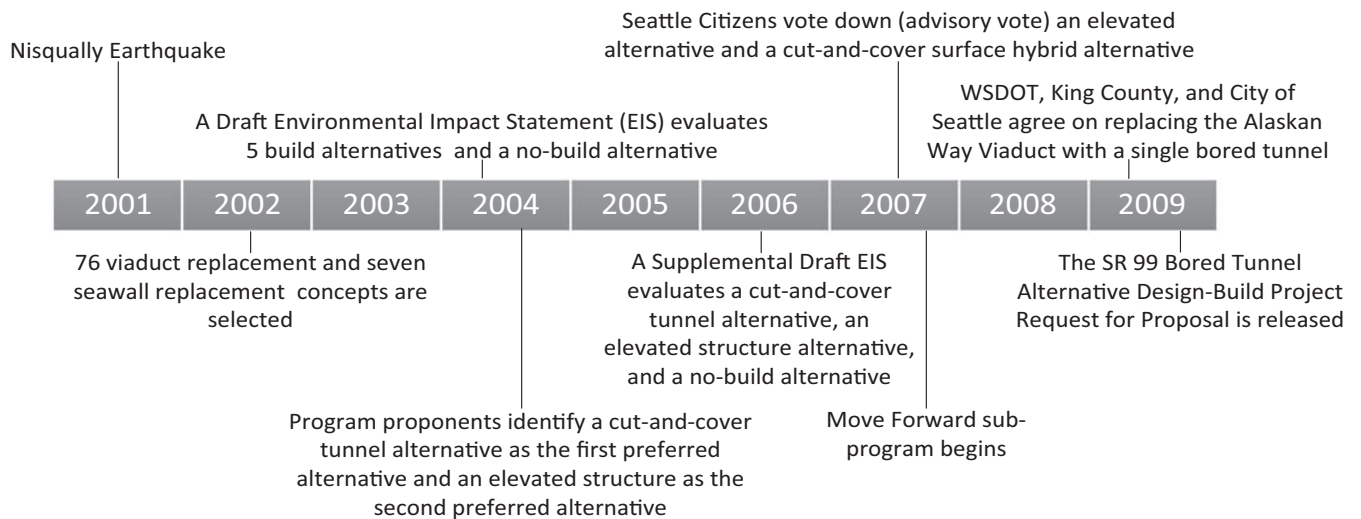 Seattle Citizens vote down (advisory vote) an elevated
alternative and a cut-and-cover surface hybrid alternative
Nisqually Earthquake
WSDOT, King County, and City of
Seattle agree on replacing the Alaskan
Way Viaduct with a single bored tunnel
A Draft Environmental Impact Statement (EIS) evaluates
5 build alternatives and a no-build alternative
2001 2002 2003 2004 2005 2006 2007 2008 2009
76 viaduct replacement and seven
seawall replacement concepts are
selected
A Supplemental Draft EIS
evaluates a cut-and-cover
tunnel alternative, an
elevated structure alternative,
and a no-build alternative
The SR 99 Bored Tunnel
Alternative Design-Build Project
Request for Proposal is released
Program proponents identify a cut-and-cover
tunnel alternative as the first preferred
alternative and an elevated structure as the
second preferred alternative
Move Forward sub-
program begins